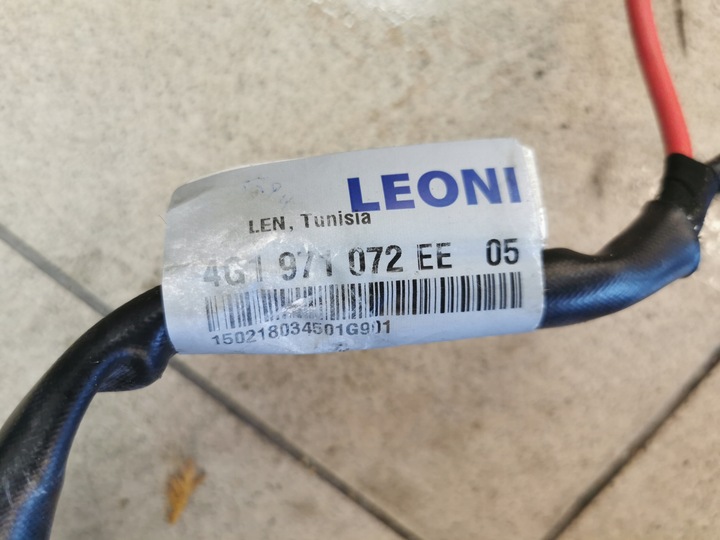 LEONI
LEN, Tunisia
4G1 971 072 EE 05
150218034501G901